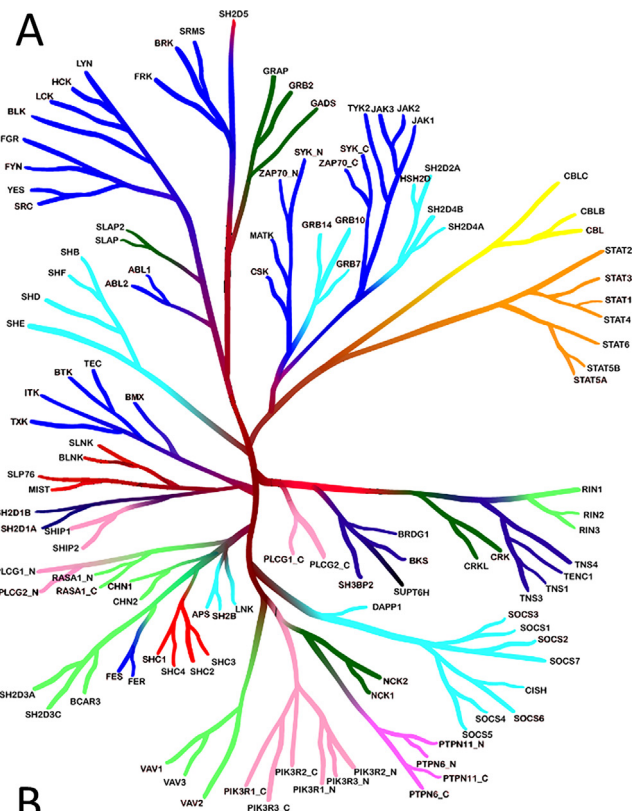 A
SH2D5
SRMS
BRK
FRK
LYN
HCK
LCK
BLK
FGR
FYN
YES
SRC
GRAP
GRB2
GADS
TYK2
JAK3
JAK2
JAK1
SYK_N
ZAP70_N
SYK_C
ZAP70_C
SH2D2A
HSH2D
SH2D4B
SH2D4A
GRB14
GRB10
GRB7
MATK
CSK
CBLC
CBLB
CBL
STAT2
STAT3
STAT1
STAT4
STAT6
STAT5B
STAT5A
SLAP2
SLAP
ABL1
ABL2
SHB
SHF
SHD
SHE
TEC
BTK
ITK
BMX
TXK
SLNK
BLNK
SLP76
MIST
SH2D1B
SH2D1A
SHIP1
SHIP2
PLCG1_N
PLCG2_N
RASA1_N
RASA1_C
CHN1
CHN2
APS
SH2B
LNK
PLCG1_C
PLCG2_C
BRDG1
BKS
SH3BP2
SUPT6H
CRKL
CRK
RIN1
RIN2
RIN3
TNS4
TENC1
TNS1
TNS3
DAPP1
SOCS3
SOCS1
SOCS2
SOCS7
CISH
SOCS6
SOCS4
SOCS5
SHC1
SHC4
SHC2
SHC3
FES
FER
BCAR3
SH2D3A
SH2D3C
NCK2
NCK1
PTPN11_N
PTPN6_N
PTPN11_C
PTPN6_C
VAV1
VAV3
VAV2
PIK3R2_C
PIK3R1_C
PIK3R3_C
PIK3R1_N
PIK3R3_N
PIK3R2_N
B